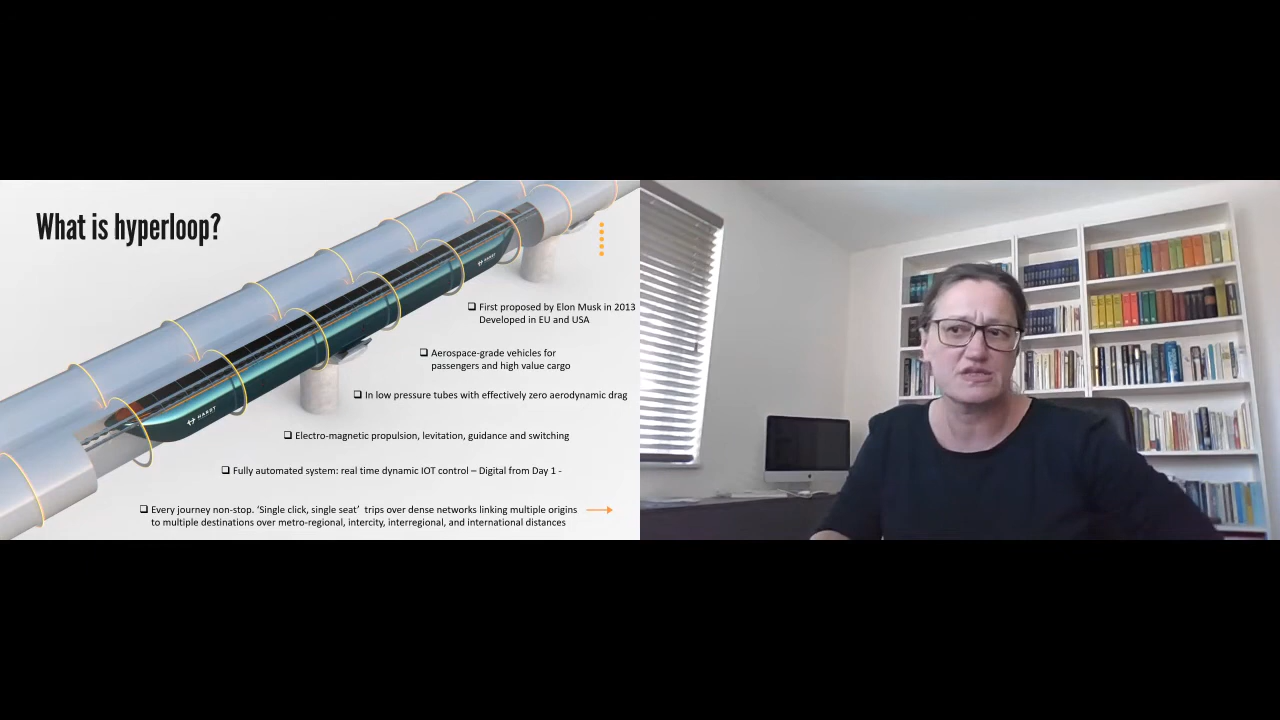 What is hyperloop?
HARDT
First proposed by Elon Musk in 2013
Developed in EU and USA
Aerospace-grade vehicles for
passengers and high value cargo
In low pressure tubes with effectively zero aerodynamic drag
Electro-magnetic propulsion, levitation, guidance and switching
HARDT
Fully automated system: real time dynamic IOT control – Digital from Day 1 -
Every journey non-stop. ‘Single click, single seat’ trips over dense networks linking multiple origins
to multiple destinations over metro-regional, intercity, interregional, and international distances